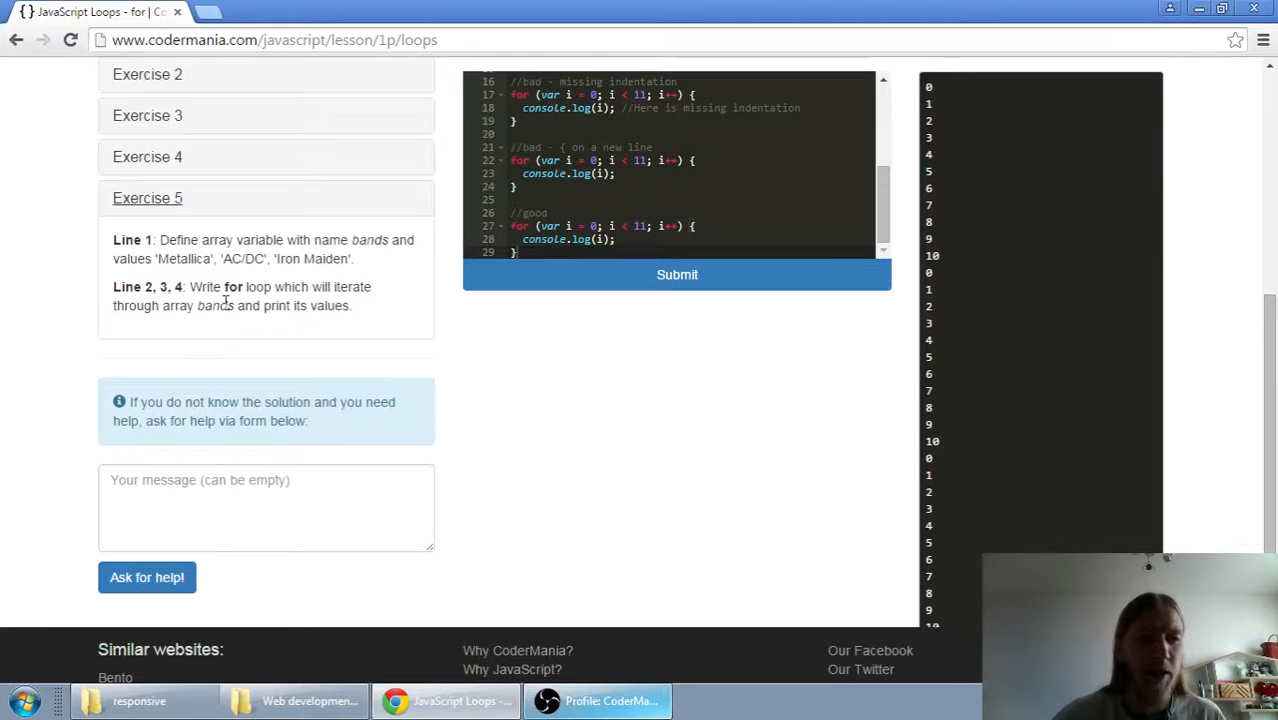 {} JavaScript Loops - for | Co
www.codermania.com/javascript/lesson/1p/loops
Exercise 2
Exercise 3
Exercise 4
Exercise 5
Line 1: Define array variable with name bands and
values 'Metallica', 'AC/DC', 'Iron Maiden'.
Line 2, 3, 4: Write for loop which will iterate
through array bands and print its values.
If you do not know the solution and you need
help, ask for help via form below:
Your message (can be empty)
Ask for help!
16 //bad - missing indentation
17 for (var i = 0; i < 11; i++) {
18 console.log(i); //Here is missing indentation
19 }
20
21 //bad - { on a new line
22 for (var i = 0; i < 11; i++) {
23 console.log(i);
24 }
25
26 //good
27 for (var i = 0; i < 11; i++) {
28 console.log(i);
29 }
Submit
0
1
2
3
4
5
6
7
8
9
10
0
1
2
3
4
5
6
7
8
9
10
0
1
2
3
4
5
6
7
8
9
10
Similar websites:
Bento
Why CoderMania?
Why JavaScript?
Our Facebook
Our Twitter
responsive
Web developmen...
JavaScript Loops -...
Profile: CoderMa...